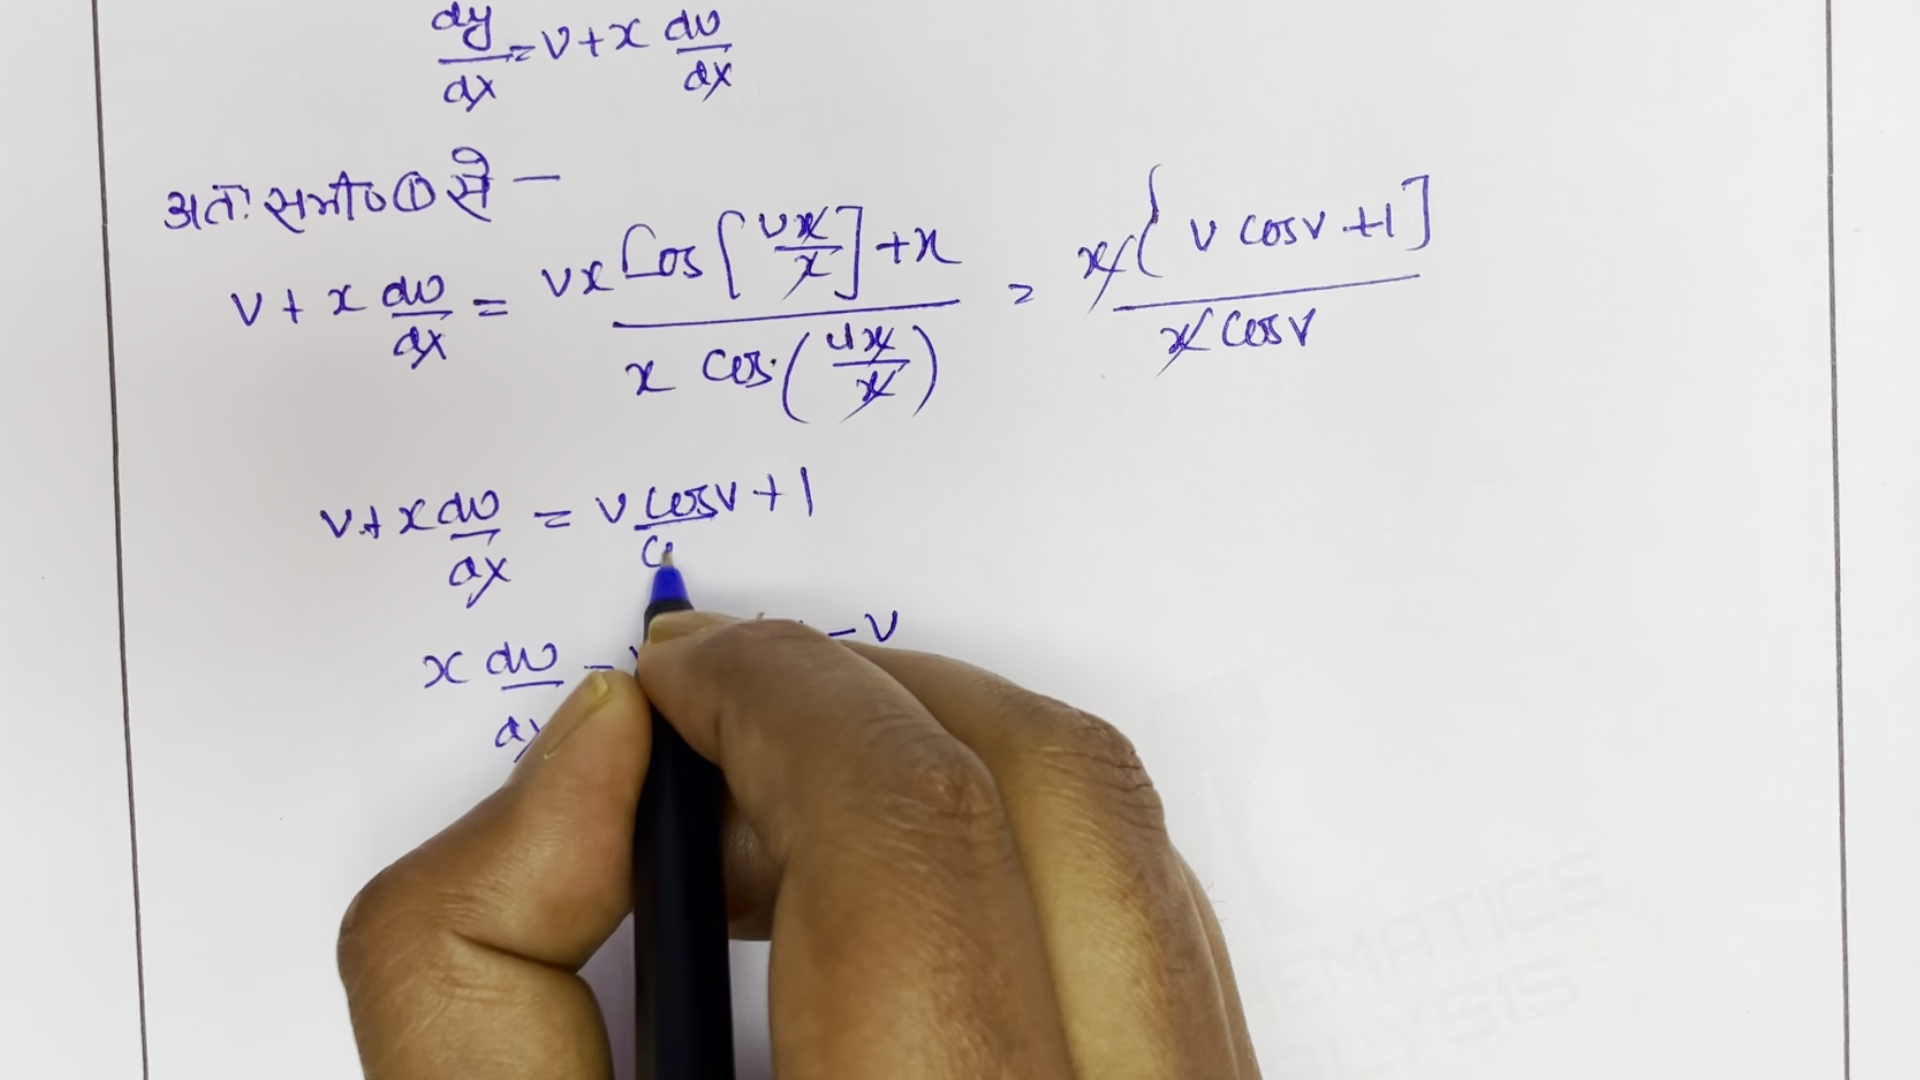 dy/dx = v + x dv/dx
अतः समी० ① से –
v + x dv/dx = vx Cos[vx/x] + x / x cos(vx/x) = x{v cosv + 1] / x cosv
v + x dv/dx = v cosv + 1 / c
x dv/dx = – v